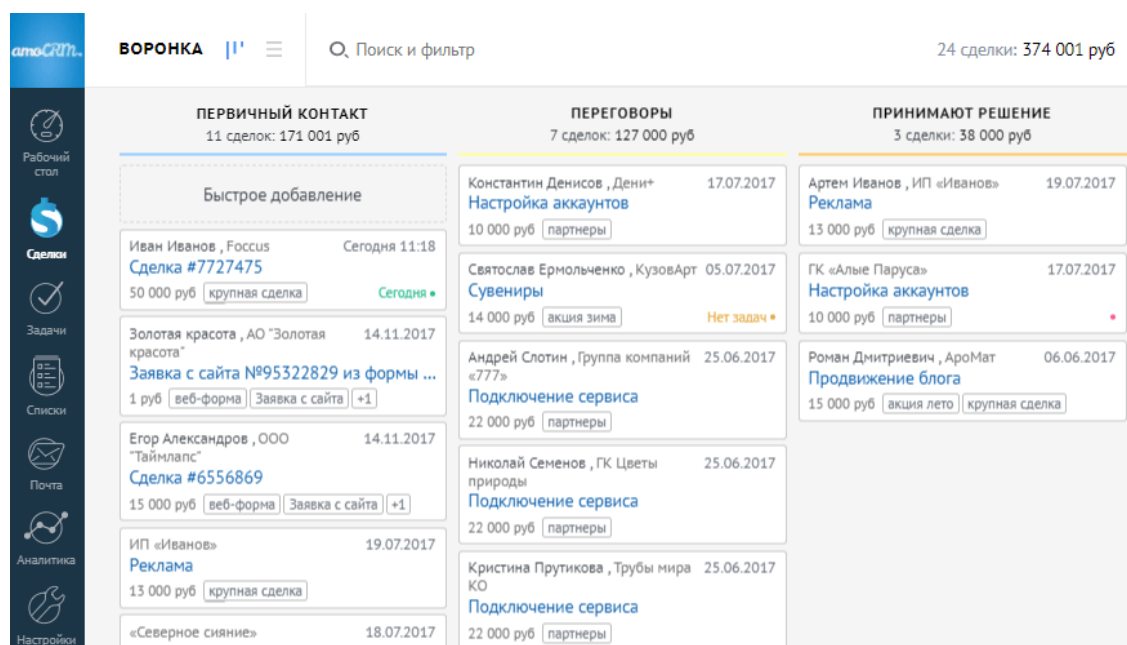 amoCRM.
ВОРОНКА
Поиск и фильтр
24 сделки: 374 001 руб
Рабочий
стол
Сделки
Задачи
Списки
Почта
Аналитика
Настройки
ПЕРВИЧНЫЙ КОНТАКТ
11 сделок: 171 001 руб
Быстрое добавление
Иван Иванов , Foccus Сегодня 11:18
Сделка #7727475
50 000 руб крупная сделка Сегодня
Золотая красота , АО "Золотая 14.11.2017
красота"
Заявка с сайта №95322829 из формы ...
1 руб веб-форма Заявка с сайта +1
Егор Александров , ООО 14.11.2017
"Таймлапс"
Сделка #6556869
15 000 руб веб-форма Заявка с сайта +1
ИП «Иванов» 19.07.2017
Реклама
13 000 руб крупная сделка
«Северное сияние» 18.07.2017
ПЕРЕГОВОРЫ
7 сделок: 127 000 руб
Константин Денисов , Дени+ 17.07.2017
Настройка аккаунтов
10 000 руб партнеры
Святослав Ермольченко , КузовАрт 05.07.2017
Сувениры
14 000 руб акция зима Нет задач
Андрей Слотин , Группа компаний 25.06.2017
«777»
Подключение сервиса
22 000 руб партнеры
Николай Семенов , ГК Цветы 25.06.2017
природы
Подключение сервиса
22 000 руб партнеры
Кристина Прутикова , Трубы мира 25.06.2017
КО
Подключение сервиса
22 000 руб партнеры
ПРИНИМАЮТ РЕШЕНИЕ
3 сделки: 38 000 руб
Артем Иванов , ИП «Иванов» 19.07.2017
Реклама
13 000 руб крупная сделка
ГК «Алые Паруса» 17.07.2017
Настройка аккаунтов
10 000 руб партнеры
Роман Дмитриевич , АроМат 06.06.2017
Продвижение блога
15 000 руб акция лето крупная сделка